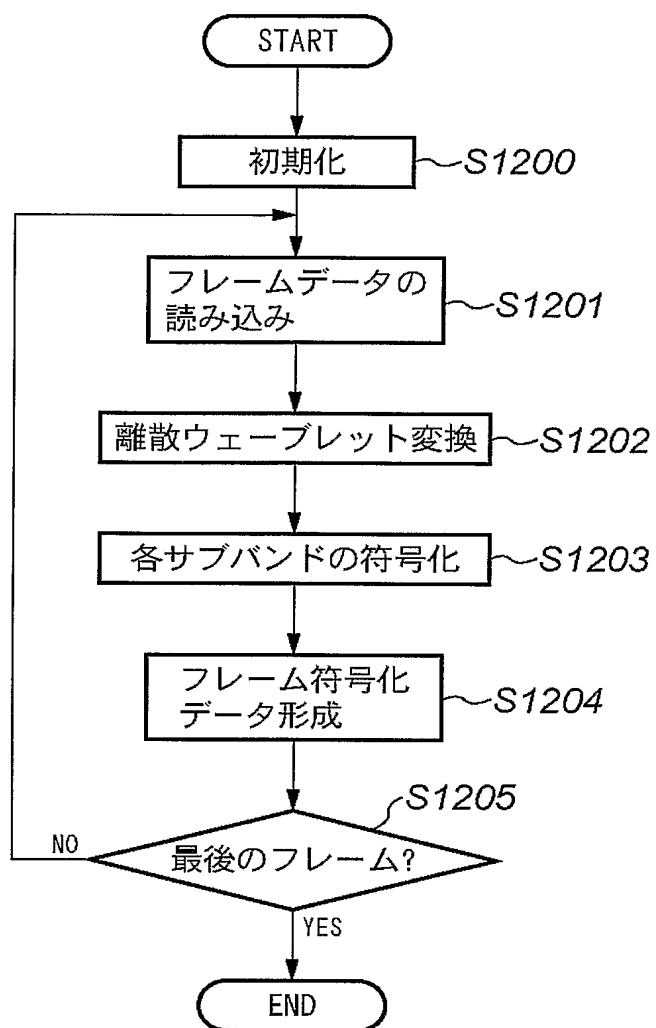 START
初期化
S1200
フレームデータの
読み込み
S1201
離散ウェーブレット変換
S1202
各サブバンドの符号化
S1203
フレーム符号化
データ形成
S1204
S1205
最後のフレーム?
NO
YES
END